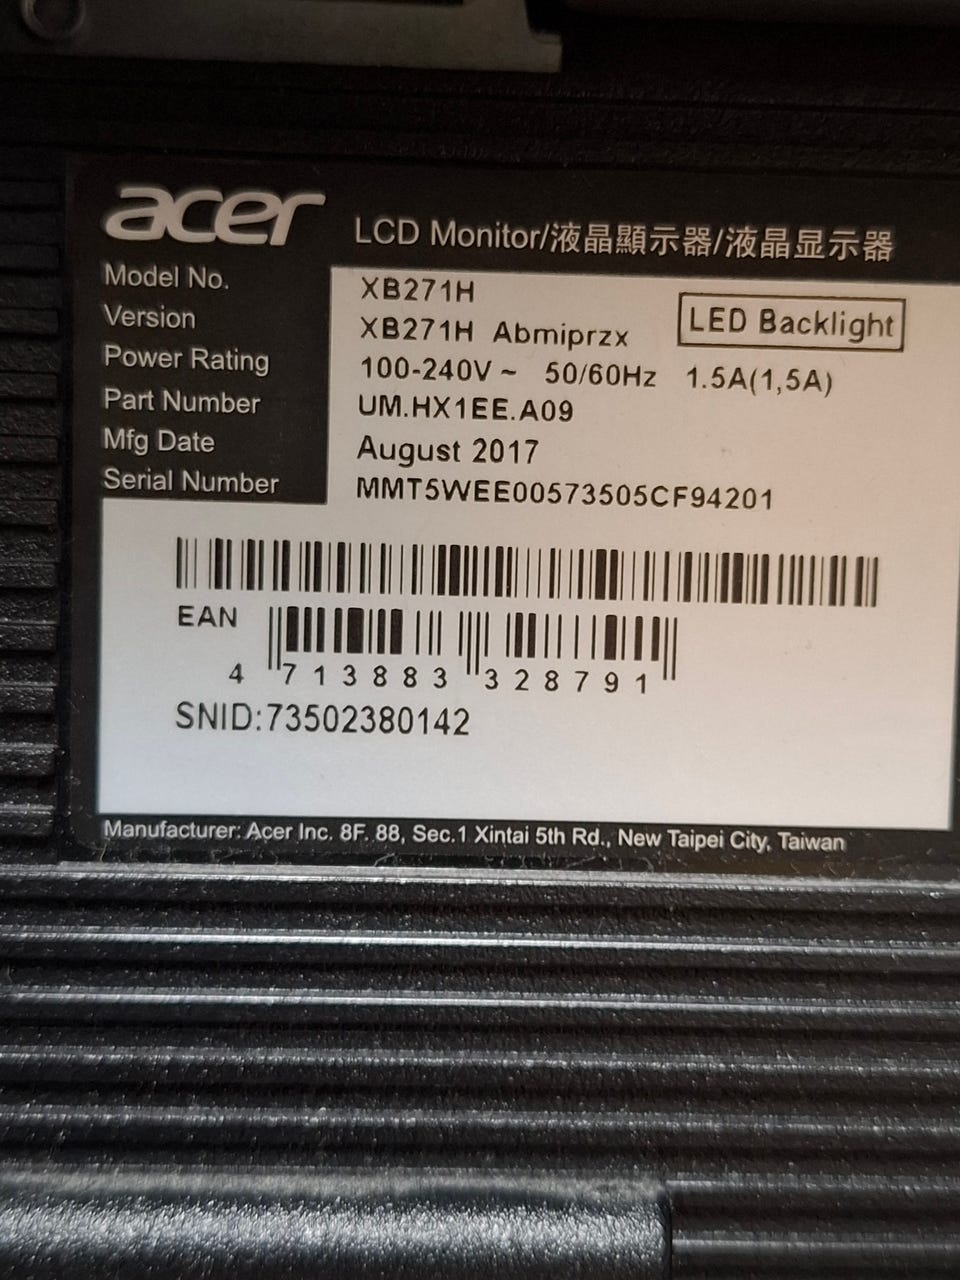 acer LCD Monitor/液晶顯示器/液晶显示器
Model No. XB271H
Version XB271H Abmiprzx LED Backlight
Power Rating 100-240V ~ 50/60Hz 1.5A(1,5A)
Part Number UM.HX1EE.A09
Mfg Date August 2017
Serial Number MMT5WEE00573505CF94201
EAN
4 713883 328791
SNID:73502380142
Manufacturer: Acer Inc. 8F. 88, Sec.1 Xintai 5th Rd., New Taipei City, Taiwan